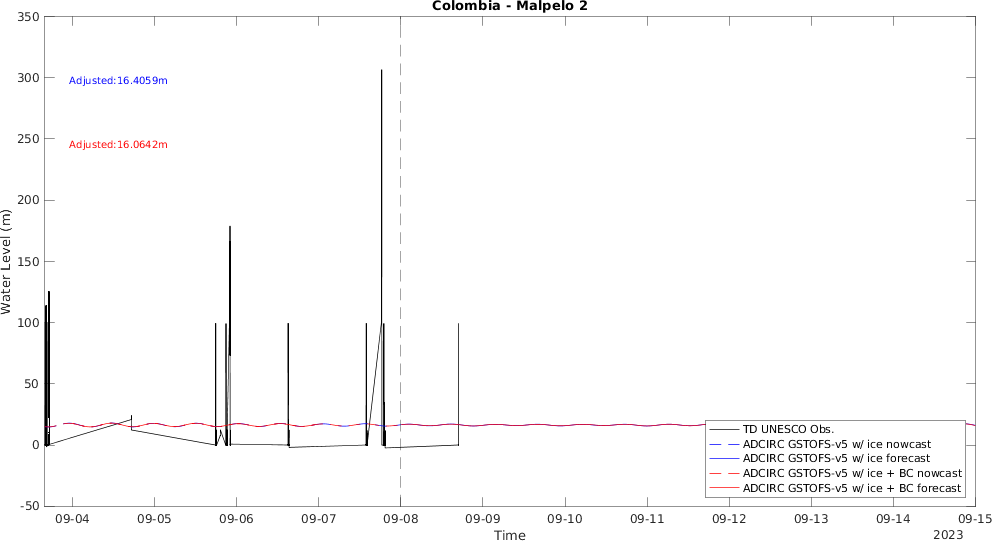 Colombia - Malpelo 2
350
300
250
200
150
100
50
0
-50
Water Level (m)
Adjusted:16.4059m
Adjusted:16.0642m
TD UNESCO Obs.
ADCIRC GSTOFS-v5 w/ ice nowcast
ADCIRC GSTOFS-v5 w/ ice forecast
ADCIRC GSTOFS-v5 w/ ice + BC nowcast
ADCIRC GSTOFS-v5 w/ ice + BC forecast
09-04 09-05 09-06 09-07 09-08 09-09 09-10 09-11 09-12 09-13 09-14 09-15
Time
2023